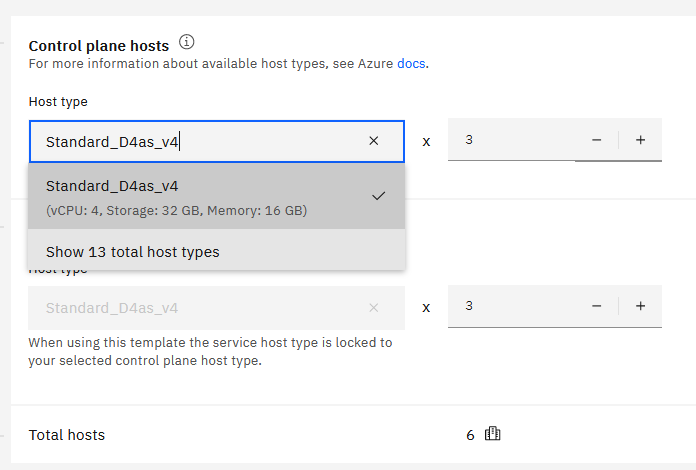 Control plane hosts
For more information about available host types, see Azure docs.
Host type
Standard_D4as_v4
x
3
Standard_D4as_v4
(vCPU: 4, Storage: 32 GB, Memory: 16 GB)
Show 13 total host types
Host type
Standard_D4as_v4
x
3
When using this template the service host type is locked to
your selected control plane host type.
Total hosts
6